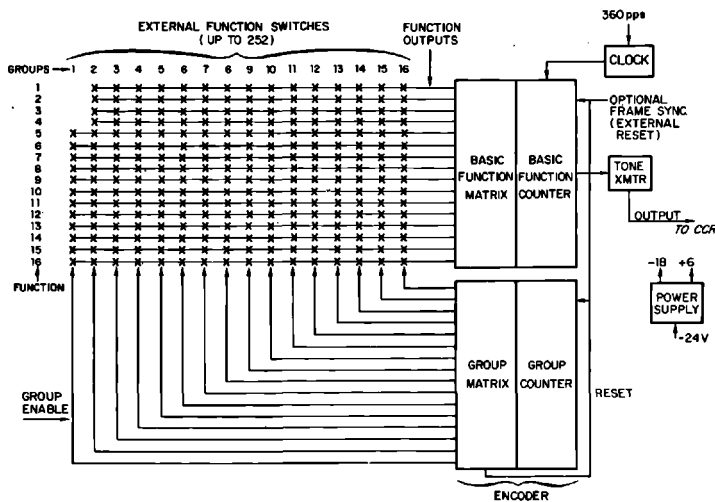 EXTERNAL FUNCTION SWITCHES
(UP TO 252)
FUNCTION
OUTPUTS
360 pps
CLOCK
GROUPS 1 2 3 4 5 6 7 8 9 10 11 12 13 14 15 16
1
2
3
4
5
6
7
8
9
10
11
12
13
14
15
16
FUNCTION
BASIC
FUNCTION
MATRIX
BASIC
FUNCTION
COUNTER
OPTIONAL
FRAME SYNC.
(EXTERNAL
RESET)
TONE
XMTR
OUTPUT
TO CCR
-18 +6
POWER
SUPPLY
-24V
GROUP
MATRIX
GROUP
COUNTER
RESET
GROUP
ENABLE
ENCODER